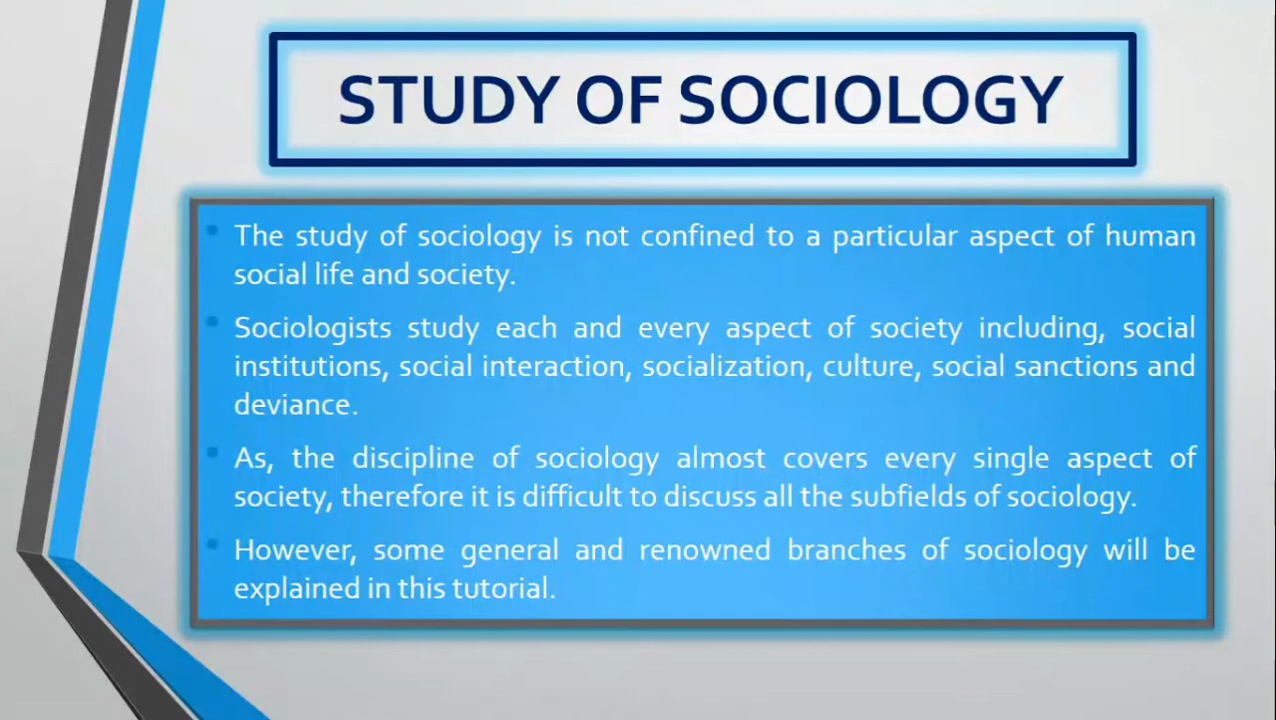 STUDY OF SOCIOLOGY
The study of sociology is not confined to a particular aspect of human
social life and society.
Sociologists study each and every aspect of society including, social
institutions, social interaction, socialization, culture, social sanctions and
deviance.
As, the discipline of sociology almost covers every single aspect of
society, therefore it is difficult to discuss all the subfields of sociology.
However, some general and renowned branches of sociology will be
explained in this tutorial.